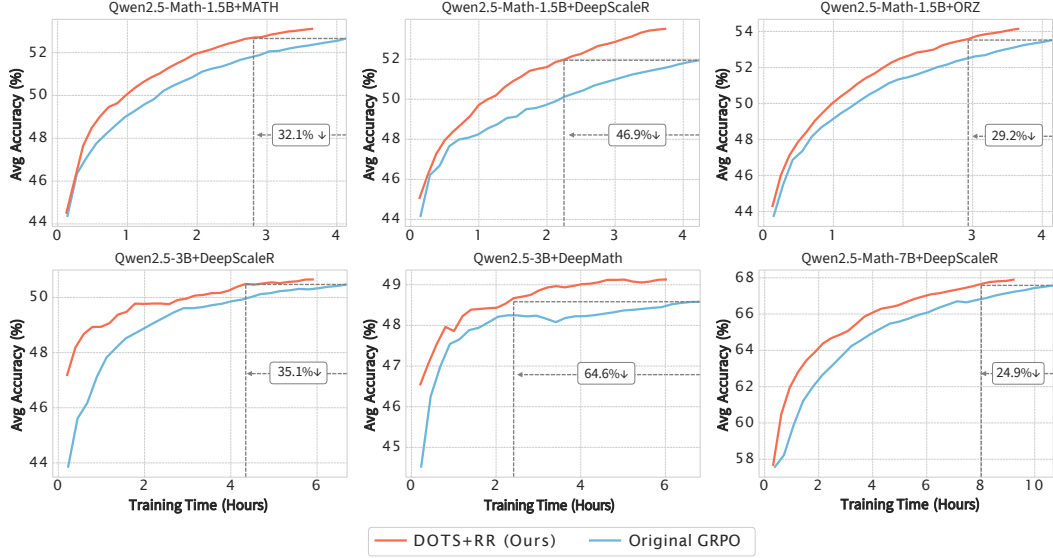 Qwen2.5-Math-1.5B+MATH
Avg Accuracy (%)
52
50
48
46
44
32.1% ↓
0 1 2 3 4
Qwen2.5-Math-1.5B+DeepScaleR
Avg Accuracy (%)
54
52
50
48
46
44
46.9%↓
0 1 2 3 4
Qwen2.5-Math-1.5B+ORZ
Avg Accuracy (%)
54
52
50
48
46
44
29.2%↓
0 1 2 3 4
Qwen2.5-3B+DeepScaleR
Avg Accuracy (%)
50
48
46
44
35.1%↓
0 2 4 6
Training Time (Hours)
Qwen2.5-3B+DeepMath
Avg Accuracy (%)
49
48
47
46
45
44
64.6%↓
0 2 4 6
Training Time (Hours)
Qwen2.5-Math-7B+DeepScaleR
Avg Accuracy (%)
68
66
64
62
60
58
24.9%↓
0 2 4 6 8 10
Training Time (Hours)
DOTS+RR (Ours) Original GRPO